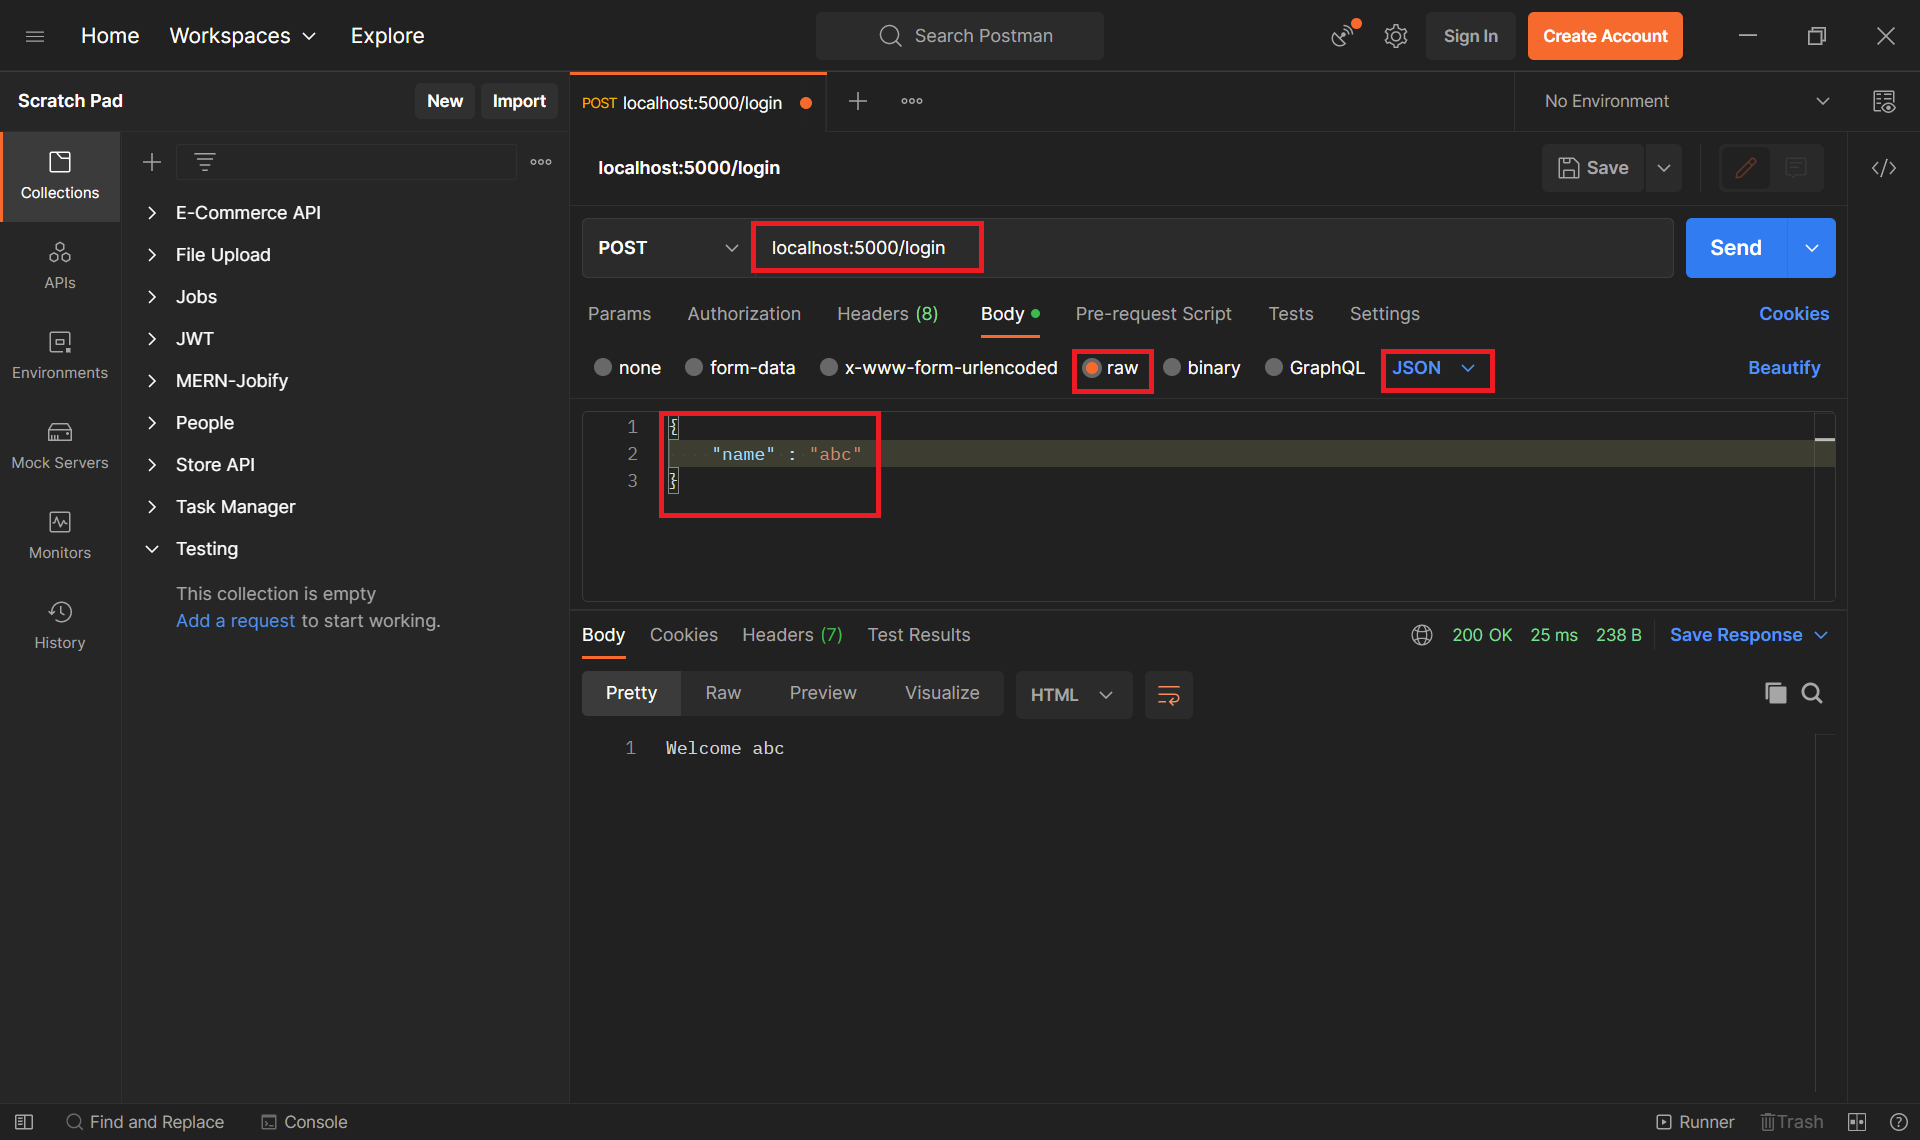 Home Workspaces Explore Search Postman Sign In Create Account
Scratch Pad New Import
POST localhost:5000/login No Environment
Collections
APIs
Environments
Mock Servers
Monitors
History
E-Commerce API
File Upload
Jobs
JWT
MERN-Jobify
People
Store API
Task Manager
Testing
This collection is empty
Add a request to start working.
localhost:5000/login Save
POST localhost:5000/login Send
Params Authorization Headers (8) Body Pre-request Script Tests Settings Cookies
none form-data x-www-form-urlencoded raw binary GraphQL JSON Beautify
1 {
2 "name" : "abc"
3 }
Body Cookies Headers (7) Test Results 200 OK 25 ms 238 B Save Response
Pretty Raw Preview Visualize HTML
1 Welcome abc
Find and Replace Console Runner Trash